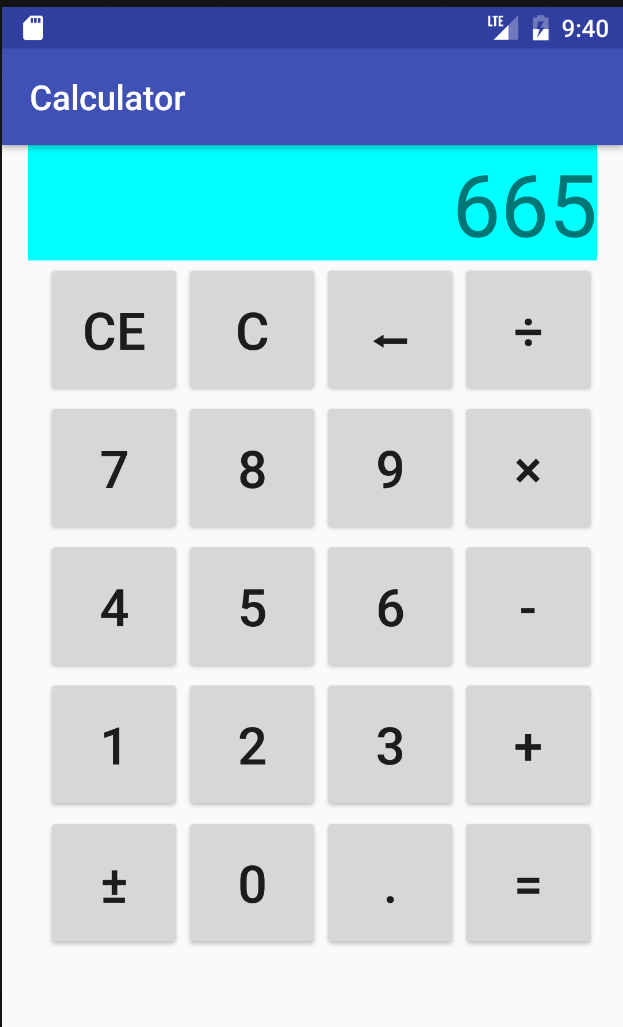 LTE 9:40
Calculator
665
CE C ← ÷
7 8 9 ×
4 5 6 -
1 2 3 +
± 0 . =